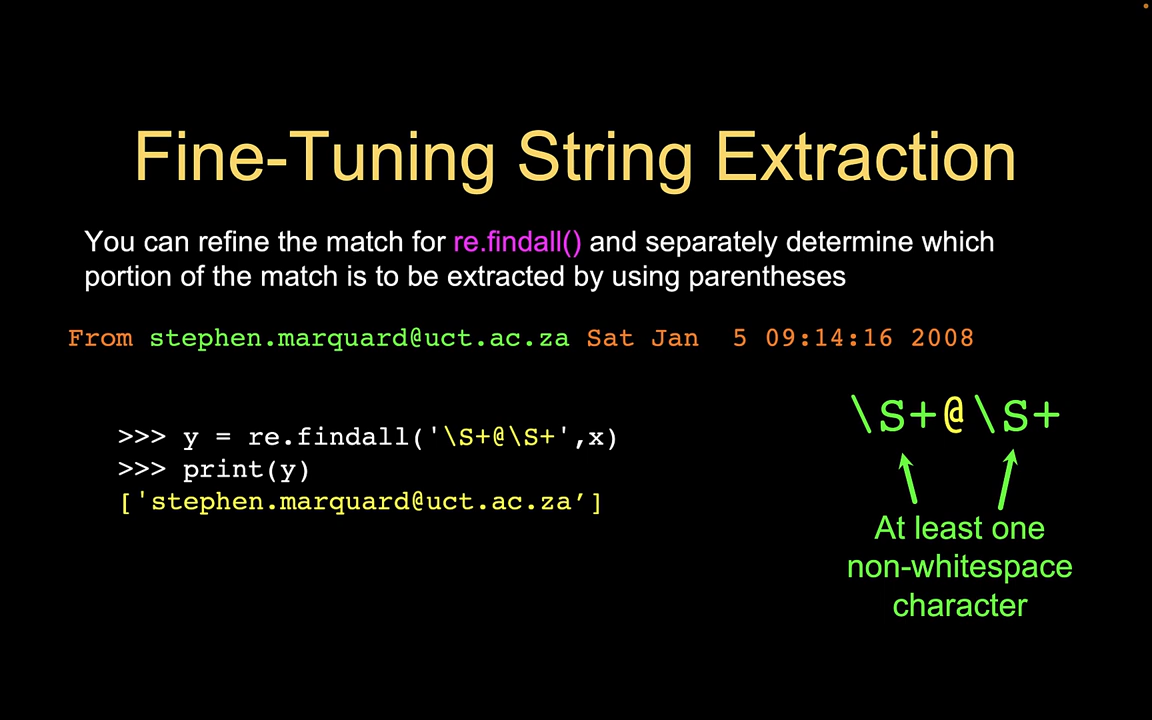 Fine-Tuning String Extraction
You can refine the match for re.findall() and separately determine which
portion of the match is to be extracted by using parentheses
From stephen.marquard@uct.ac.za Sat Jan  5 09:14:16 2008
\S+@\S+
>>> y = re.findall('\S+@\S+',x)
>>> print(y)
['stephen.marquard@uct.ac.za’]
At least one
non-whitespace
character